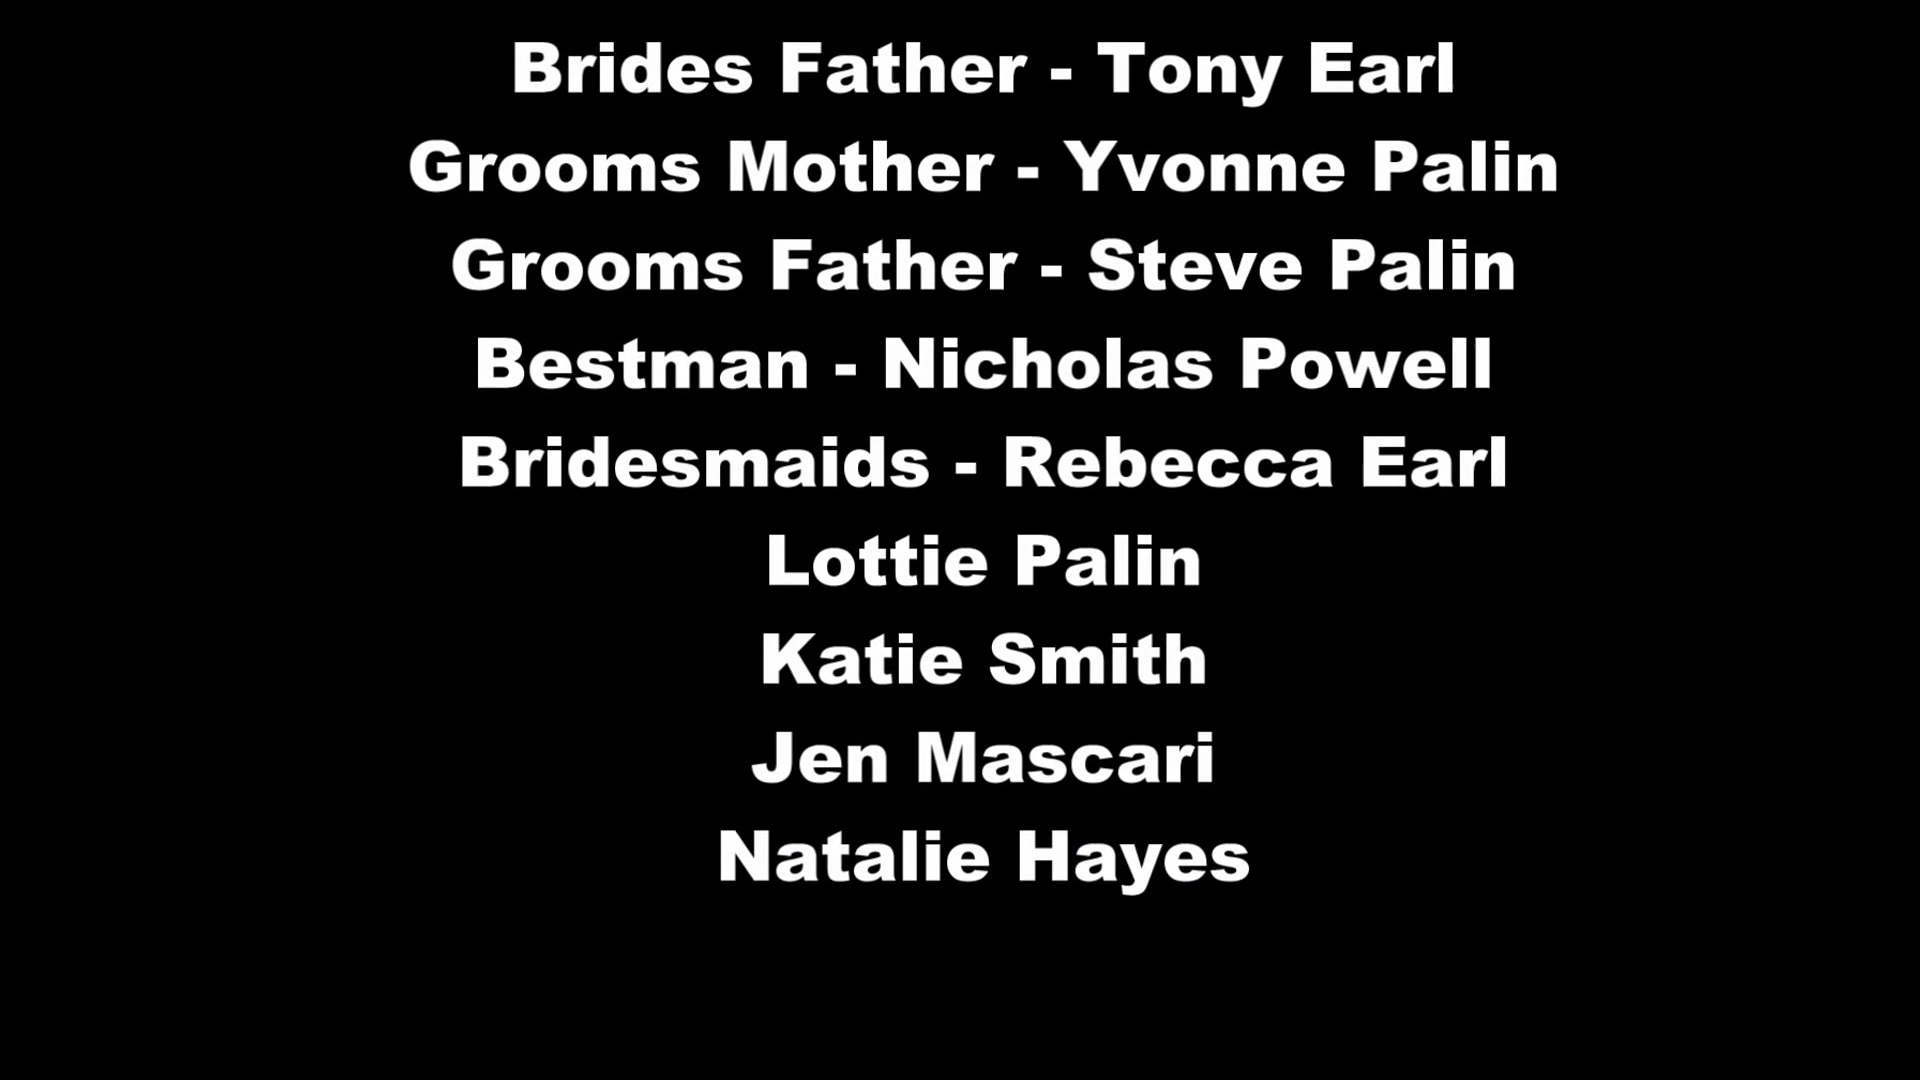 Brides Father - Tony Earl
Grooms Mother - Yvonne Palin
Grooms Father - Steve Palin
Bestman - Nicholas Powell
Bridesmaids - Rebecca Earl
Lottie Palin
Katie Smith
Jen Mascari
Natalie Hayes